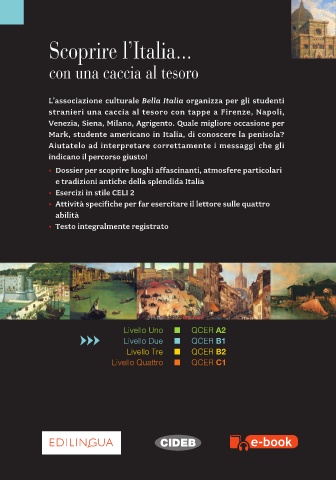 Scoprire l'Italia...
con una caccia al tesoro
L'associazione culturale Bella Italia organizza per gli studenti
stranieri una caccia al tesoro con tappe a Firenze, Napoli,
Venezia, Siena, Milano, Agrigento. Quale migliore occasione per
Mark, studente americano in Italia, di conoscere la penisola?
Aiutatelo ad interpretare correttamente i messaggi che gli
indicano il percorso giusto!
• Dossier per scoprire luoghi affascinanti, atmosfere particolari
e tradizioni antiche della splendida Italia
• Esercizi in stile CELI 2
• Attività specifiche per far esercitare il lettore sulle quattro
abilità
• Testo integralmente registrato
Livello Uno QCER A2
Livello Due QCER B1
Livello Tre QCER B2
Livello Quattro QCER C1
EDILINGUA CIDEB e-book